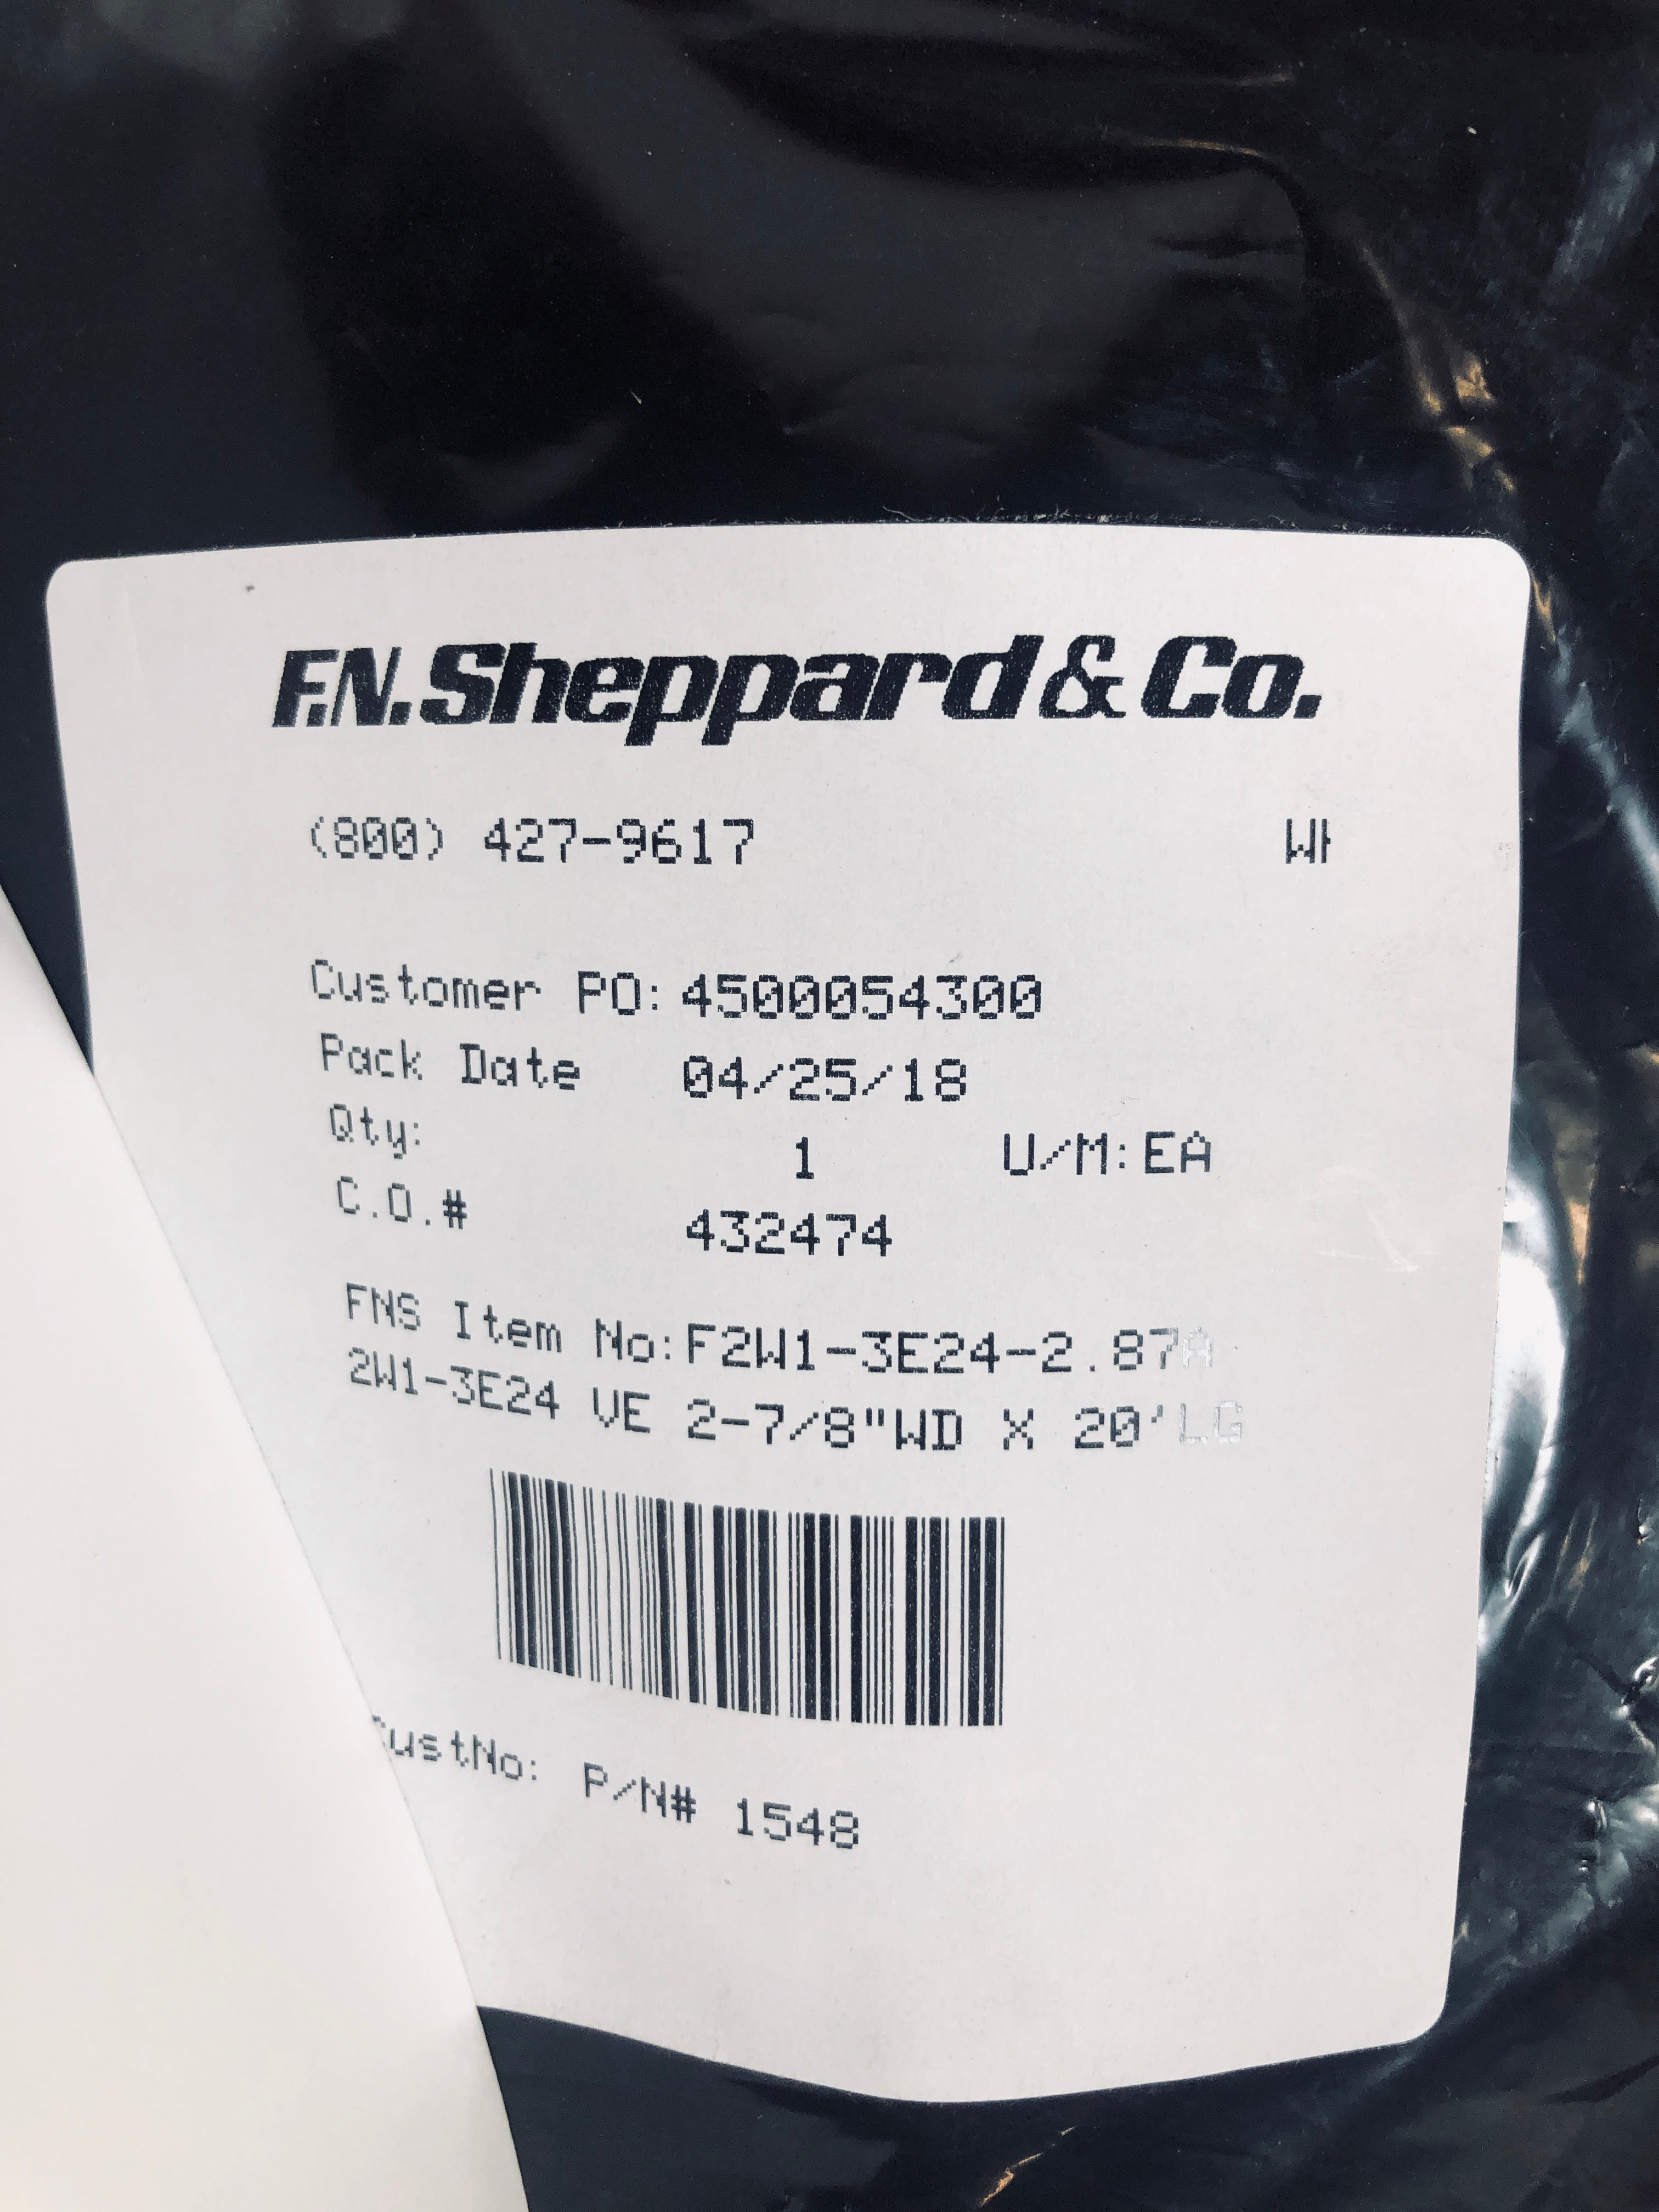 F.N. Sheppard & Co.
(800) 427-9617
Customer PO: 4500054300
Pack Date 04/25/18
Qty: 1 U/M: EA
C.O.# 432474
FNS Item No: F2W1-3E24-2.87A
2W1-3E24 VE 2-7/8"WD X 20'LG
CustNo: P/N# 1548